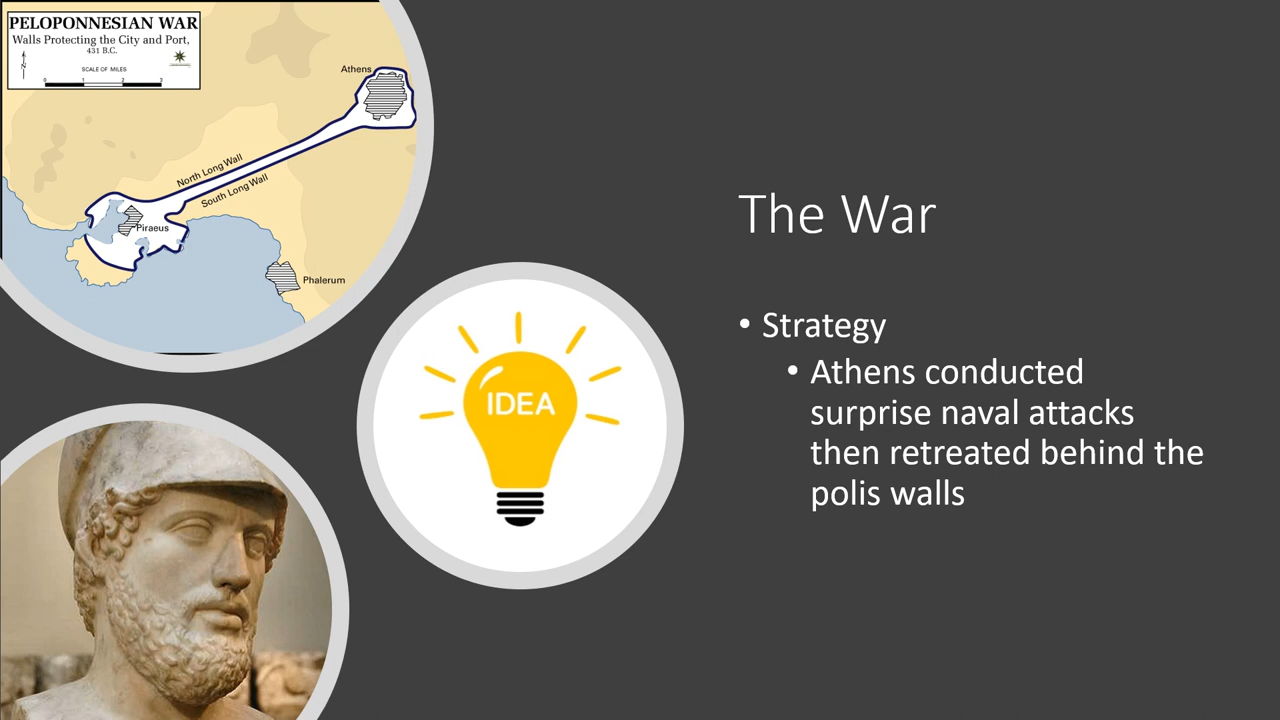 PELOPONNESIAN WAR
Walls Protecting the City and Port,
431 B.C.
N
SCALE OF MILES
0 1 2 3
Athens
North Long Wall
South Long Wall
Piraeus
Phalerum
IDEA
The War
• Strategy
• Athens conducted
surprise naval attacks
then retreated behind the
polis walls